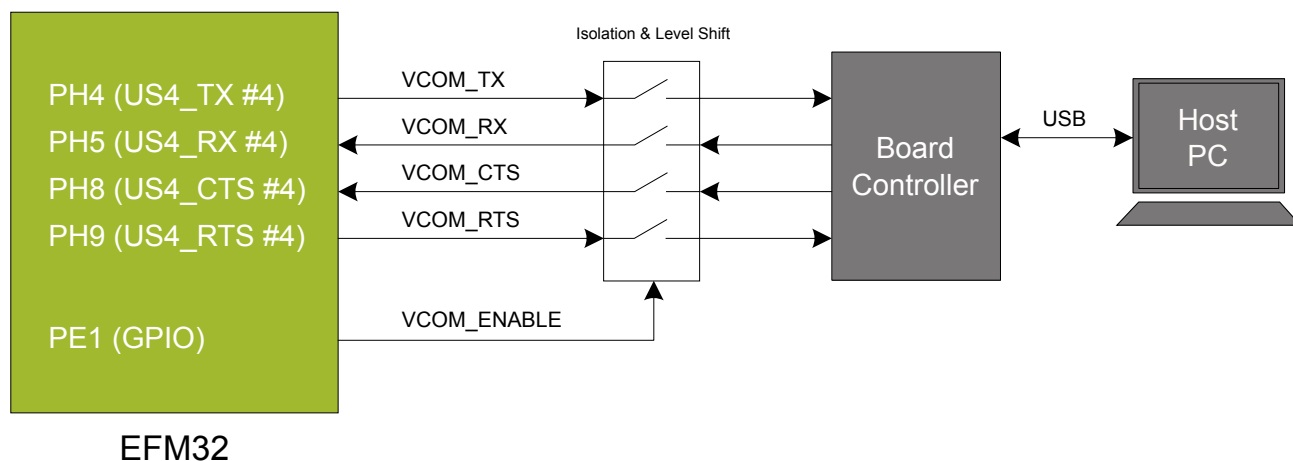 Isolation & Level Shift
PH4 (US4_TX #4)
VCOM_TX
PH5 (US4_RX #4)
VCOM_RX
PH8 (US4_CTS #4)
VCOM_CTS
PH9 (US4_RTS #4)
VCOM_RTS
PE1 (GPIO)
VCOM_ENABLE
Board
Controller
USB
Host
PC
EFM32